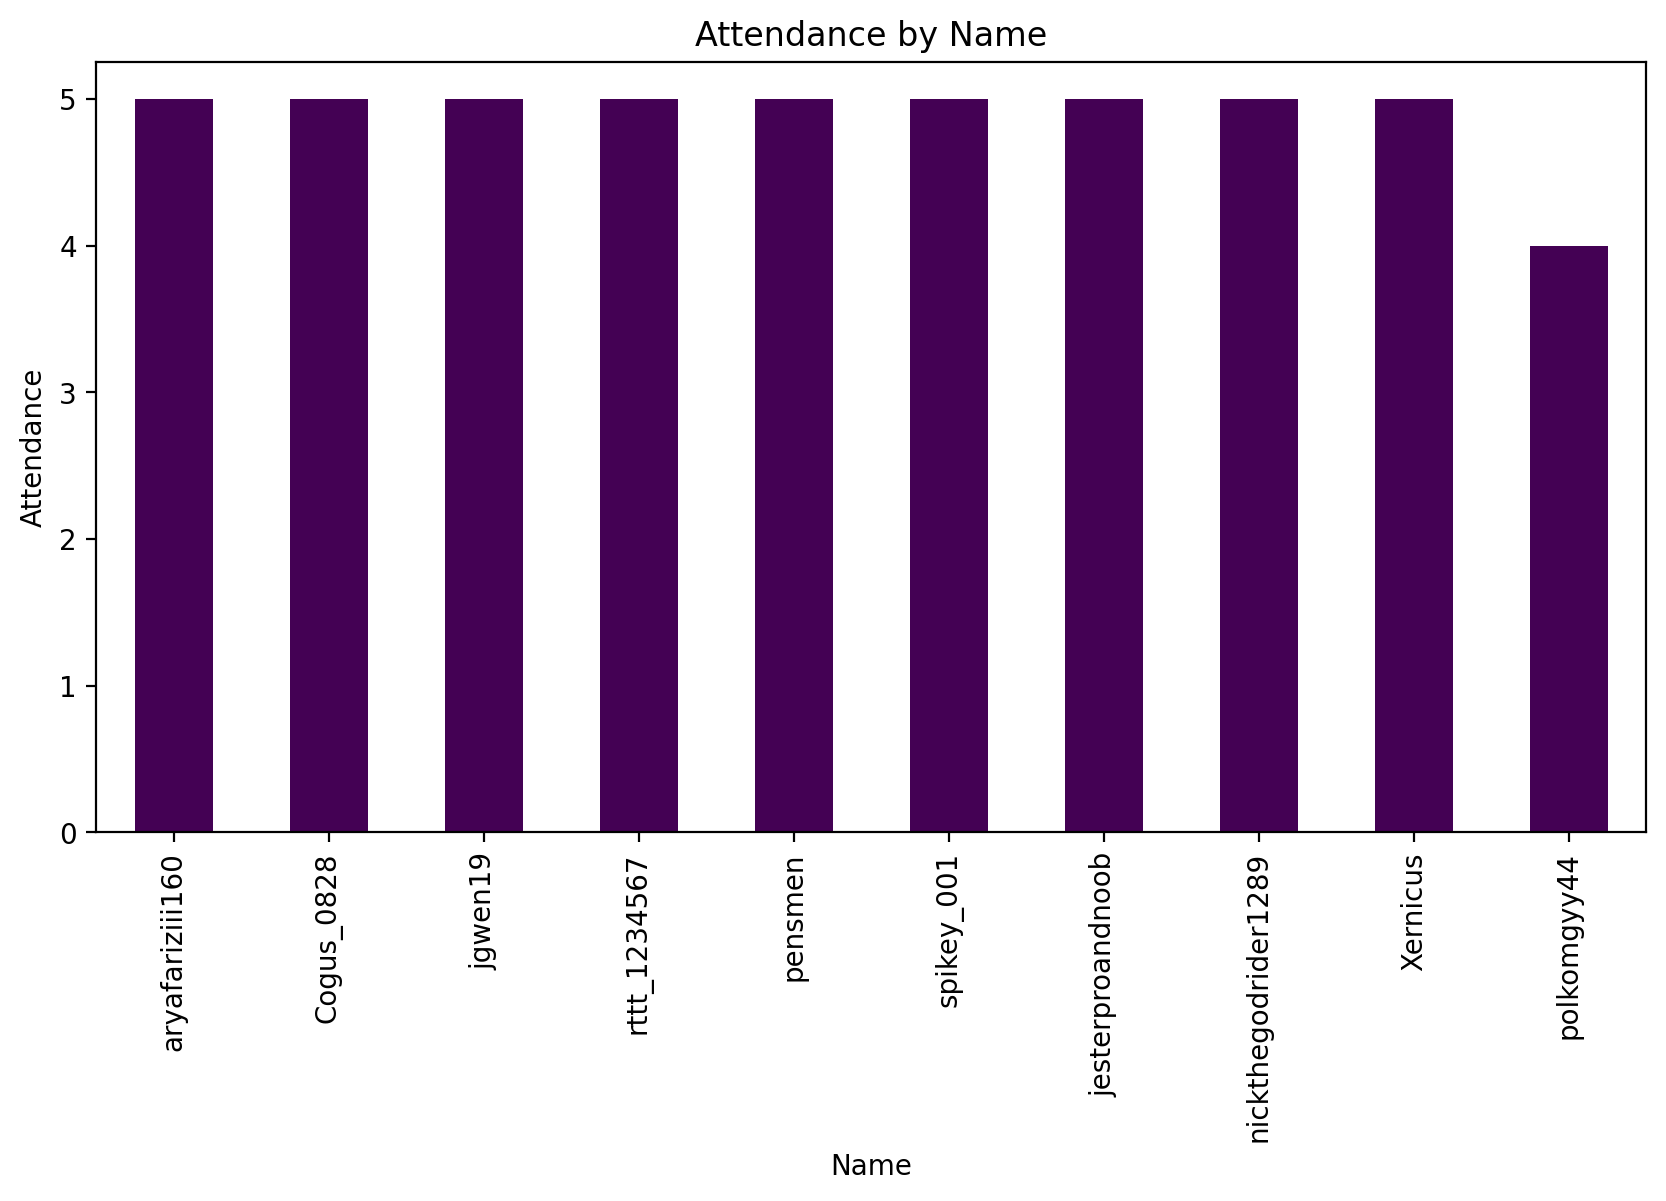 Attendance by Name
Attendance
5
4
3
2
1
0
aryafariziii160
Cogus_0828
jgwen19
rttt_1234567
pensmen
spikey_001
jesterproandnoob
nickthegodrider1289
Xernicus
polkomgyy44
Name